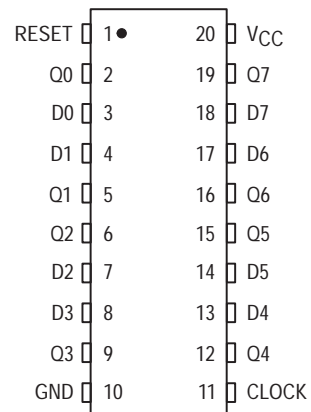 RESET 1 20 VCC
Q0 2 19 Q7
D0 3 18 D7
D1 4 17 D6
Q1 5 16 Q6
Q2 6 15 Q5
D2 7 14 D5
D3 8 13 D4
Q3 9 12 Q4
GND 10 11 CLOCK